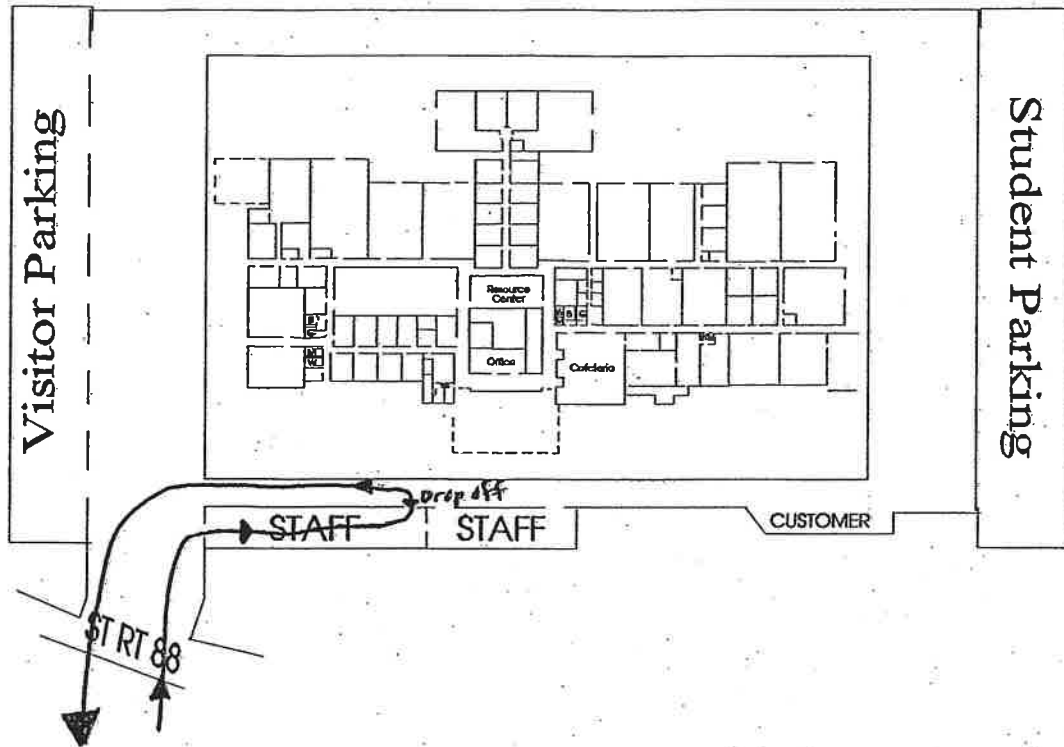 Visitor Parking
Student Parking
Resource
Center
Office
Cafeteria
Drop off
STAFF
STAFF
CUSTOMER
ST RT 88